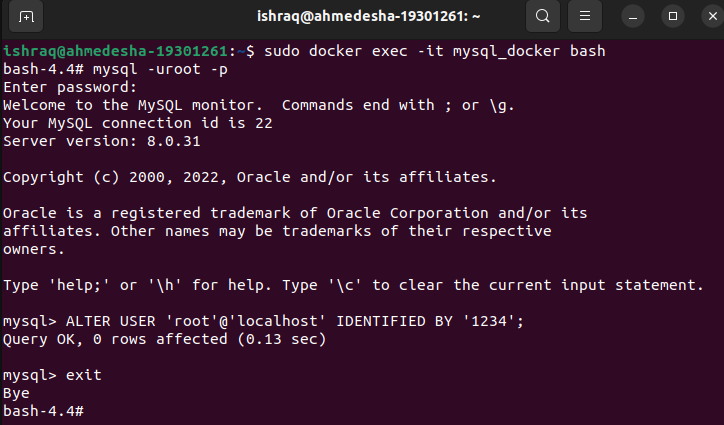 ishraq@ahmedesha-19301261: ~
ishraq@ahmedesha-19301261:~$ sudo docker exec -it mysql_docker bash
bash-4.4# mysql -uroot -p
Enter password:
Welcome to the MySQL monitor.  Commands end with ; or \g.
Your MySQL connection id is 22
Server version: 8.0.31
Copyright (c) 2000, 2022, Oracle and/or its affiliates.
Oracle is a registered trademark of Oracle Corporation and/or its
affiliates. Other names may be trademarks of their respective
owners.
Type 'help;' or '\h' for help. Type '\c' to clear the current input statement.
mysql> ALTER USER 'root'@'localhost' IDENTIFIED BY '1234';
Query OK, 0 rows affected (0.13 sec)
mysql> exit
Bye
bash-4.4#